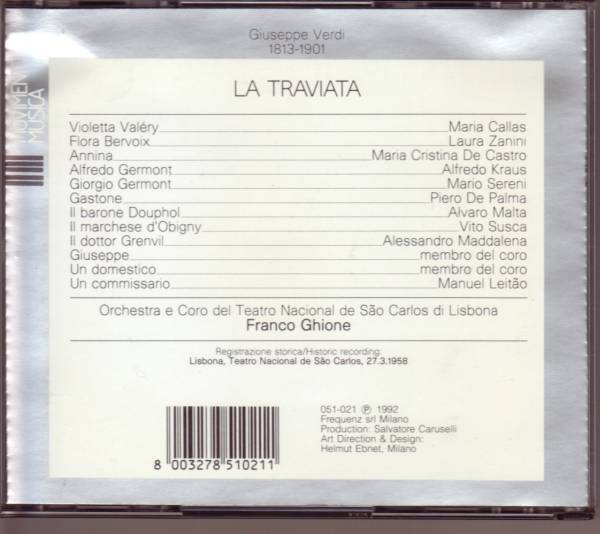 Giuseppe Verdi
1813-1901
LA TRAVIATA
Violetta Valéry Maria Callas
Flora Bervoix Laura Zanini
Annina Maria Cristina De Castro
Alfredo Germont Alfredo Kraus
Giorgio Germont Mario Sereni
Gastone Piero De Palma
Il barone Douphol Alvaro Malta
Il marchese d'Obigny Vito Susca
Il dottor Grenvil Alessandro Maddalena
Giuseppe membro del coro
Un domestico membro del coro
Un commissario Manuel Leitão
Orchestra e Coro del Teatro Nacional de São Carlos di Lisbona
Franco Ghione
Registrazione storica/Historic recording:
Lisbona, Teatro Nacional de São Carlos, 27.3.1958
051-021 Ⓟ 1992
Frequenz srl Milano
Production: Salvatore Caruselli
Art Direction & Design:
Helmut Ebnet, Milano
8 003278 510211
MUSICA